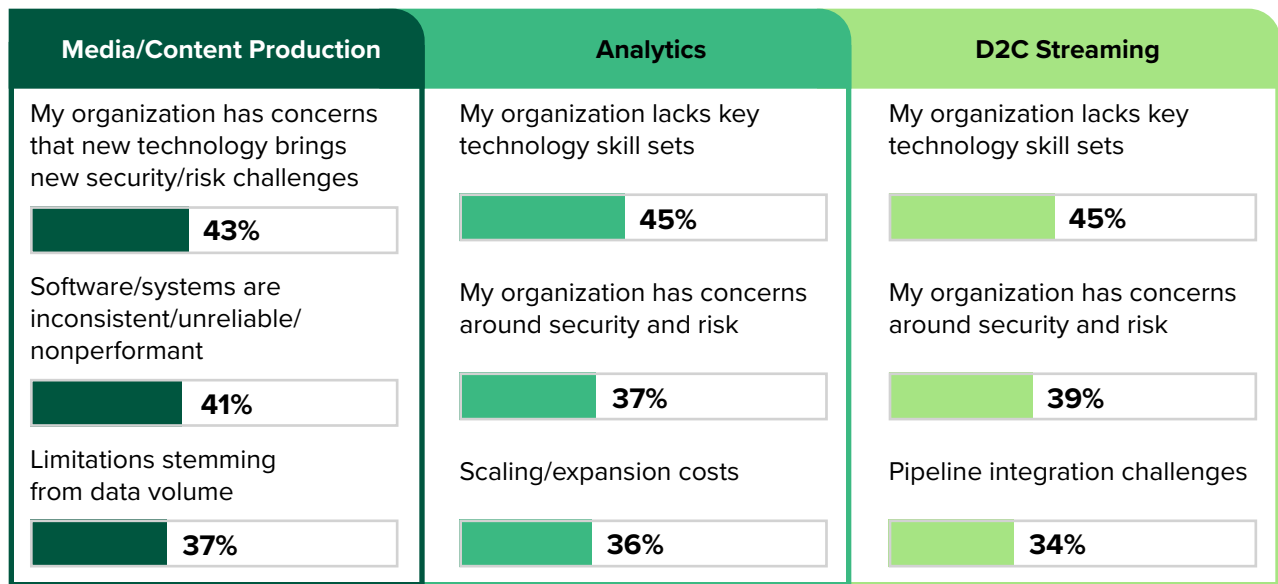 Media/Content Production
My organization has concerns
that new technology brings
new security/risk challenges
43%
Software/systems are
inconsistent/unreliable/
nonperformant
41%
Limitations stemming
from data volume
37%
Analytics
My organization lacks key
technology skill sets
45%
My organization has concerns
around security and risk
37%
Scaling/expansion costs
36%
D2C Streaming
My organization lacks key
technology skill sets
45%
My organization has concerns
around security and risk
39%
Pipeline integration challenges
34%